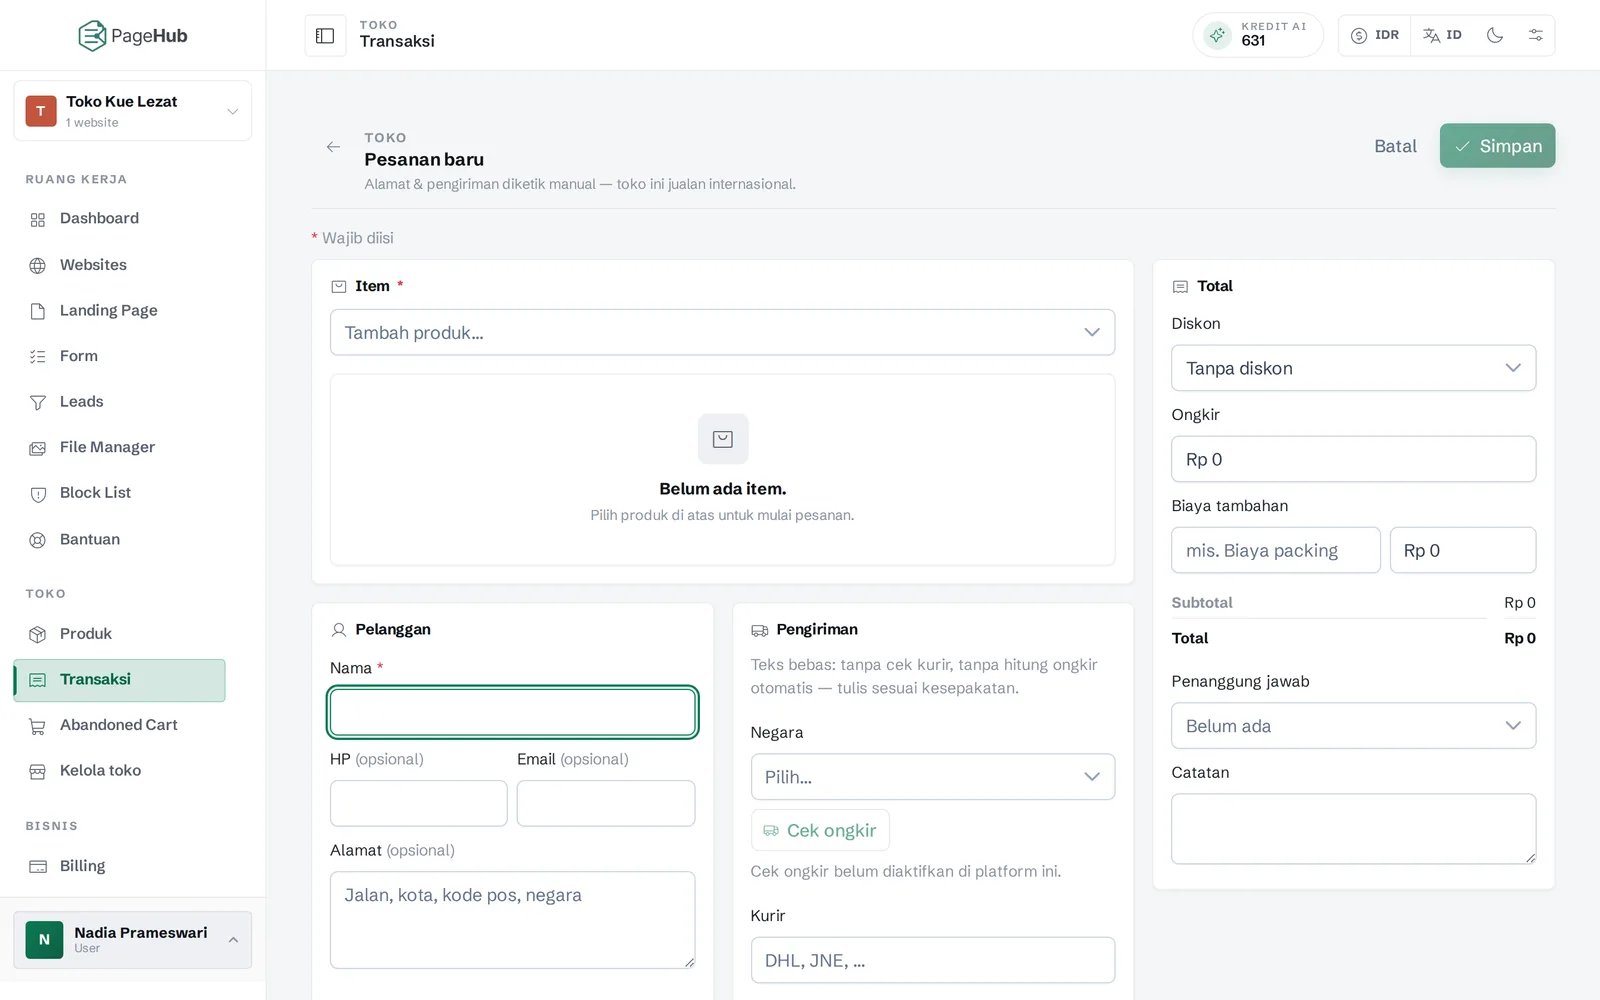 PageHub
T
Toko Kue Lezat
1 website
RUANG KERJA
Dashboard
Websites
Landing Page
Form
Leads
File Manager
Block List
Bantuan
TOKO
Produk
Transaksi
Abandoned Cart
Kelola toko
BISNIS
Billing
N
Nadia Prameswari
User
TOKO
Transaksi
KREDIT AI
631
IDR
ID
TOKO
Pesanan baru
Alamat & pengiriman diketik manual — toko ini jualan internasional.
Batal
Simpan
* Wajib diisi
Item *
Tambah produk...
Belum ada item.
Pilih produk di atas untuk mulai pesanan.
Pelanggan
Nama *
HP (opsional)
Email (opsional)
Alamat (opsional)
Jalan, kota, kode pos, negara
Pengiriman
Teks bebas: tanpa cek kurir, tanpa hitung ongkir
otomatis — tulis sesuai kesepakatan.
Negara
Pilih...
Cek ongkir
Cek ongkir belum diaktifkan di platform ini.
Kurir
DHL, JNE, ...
Total
Diskon
Tanpa diskon
Ongkir
Rp 0
Biaya tambahan
mis. Biaya packing
Rp 0
Subtotal Rp 0
Total Rp 0
Penanggung jawab
Belum ada
Catatan